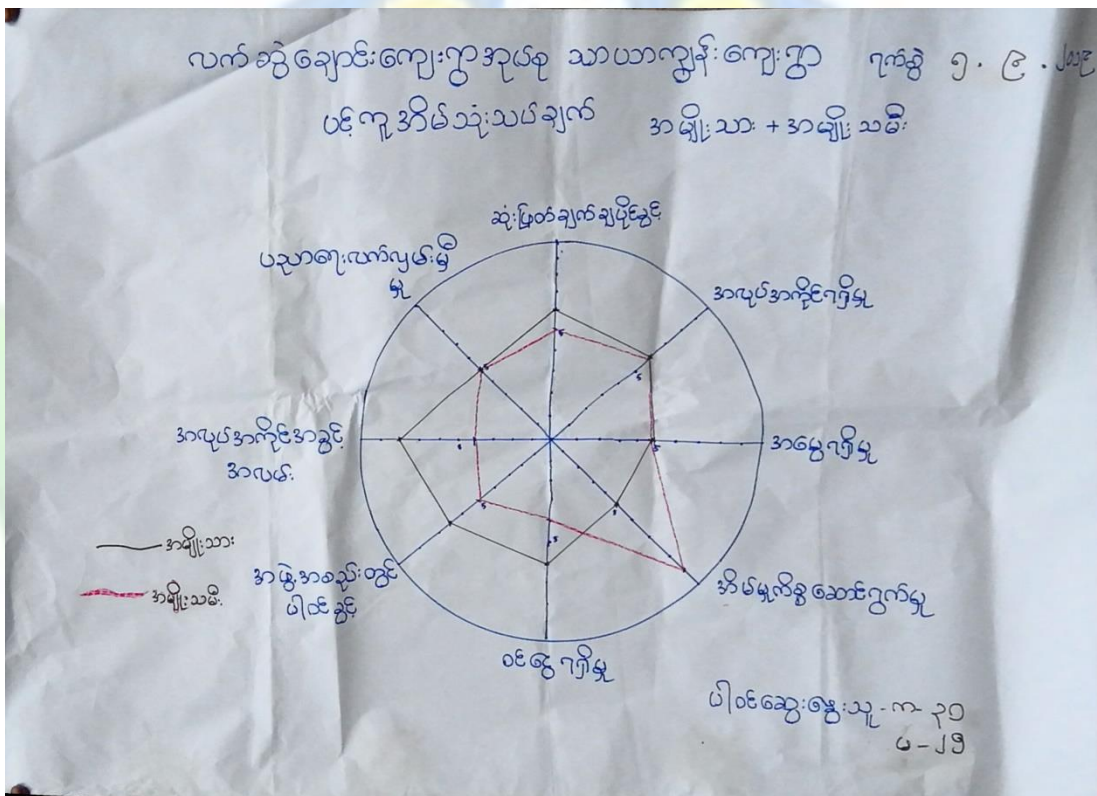 လက်ဆွဲချောင်းကျေးရွာအုပ်စု သာယာကျွန်းကျေးရွာ ရက်စွဲ ၅.၉.၂၀၁၉
ပင့်ကူအိမ်သုံးသပ်ချက် အမျိုးသား + အမျိုးသမီး
ဆုံးဖြတ်ချက်ချပိုင်ခွင့်
ပညာရေးလက်လှမ်းမှီ
မှု
အလုပ်အကိုင်ရရှိမှု
5
5
အလုပ်အကိုင်အခွင့်
အလမ်း
5
အမွေရရှိမှု
5
5
အမျိုးသား
အမျိုးသမီး
အဖွဲ့အစည်းတွင်
ပါဝင်ခွင့်
အိမ်မှုကိစ္စဆောင်ရွက်မှု
ဝင်ငွေရရှိမှု
ပါဝင်ဆွေးနွေးသူ - က - ၃၁
မ - ၂၅